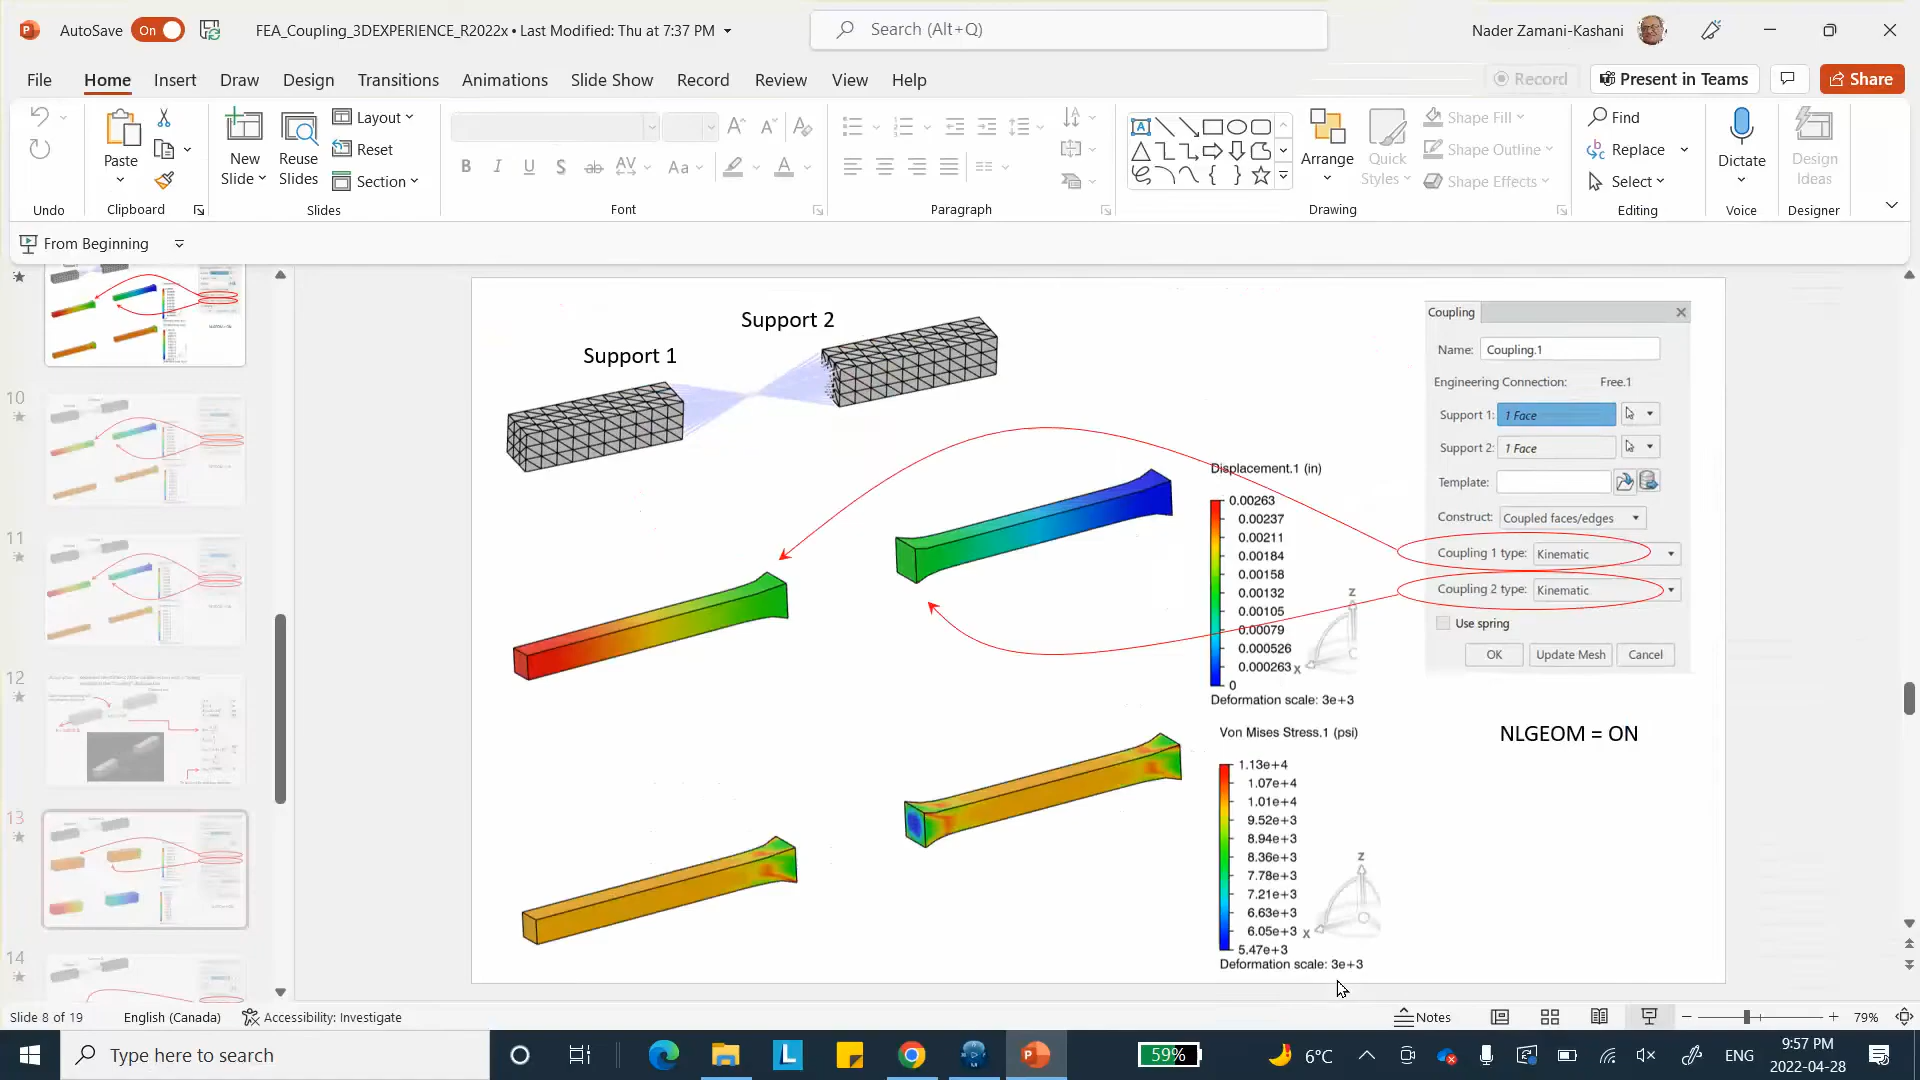 AutoSave On FEA_Coupling_3DEXPERIENCE_R2022x • Last Modified: Thu at 7:37 PM Search (Alt+Q) Nader Zamani-Kashani
File Home Insert Draw Design Transitions Animations Slide Show Record Review View Help Record Present in Teams Share
Paste
New Slide
Reuse Slides
Layout
Reset
Section
Arrange
Quick Styles
Shape Fill
Shape Outline
Shape Effects
Find
Replace
Select
Dictate
Design Ideas
Undo Clipboard Slides Font Paragraph Drawing Editing Voice Designer
From Beginning
10
11
12
13
14
Support 2
Support 1
Coupling
Name: Coupling.1
Engineering Connection: Free.1
Support 1: 1 Face
Support 2: 1 Face
Template:
Construct: Coupled faces/edges
Coupling 1 type: Kinematic
Coupling 2 type: Kinematic
Use spring
OK Update Mesh Cancel
Displacement.1 (in)
0.00263
0.00237
0.00211
0.00184
0.00158
0.00132
0.00105
0.00079
0.000526
0.000263
0
z
x
Deformation scale: 3e+3
NLGEOM = ON
Von Mises Stress.1 (psi)
1.13e+4
1.07e+4
1.01e+4
9.52e+3
8.94e+3
8.36e+3
7.78e+3
7.21e+3
6.63e+3
6.05e+3
5.47e+3
z
x
Deformation scale: 3e+3
Slide 8 of 19 English (Canada) Accessibility: Investigate Notes 79%
Type here to search 59% 6°C ENG 9:57 PM
2022-04-28